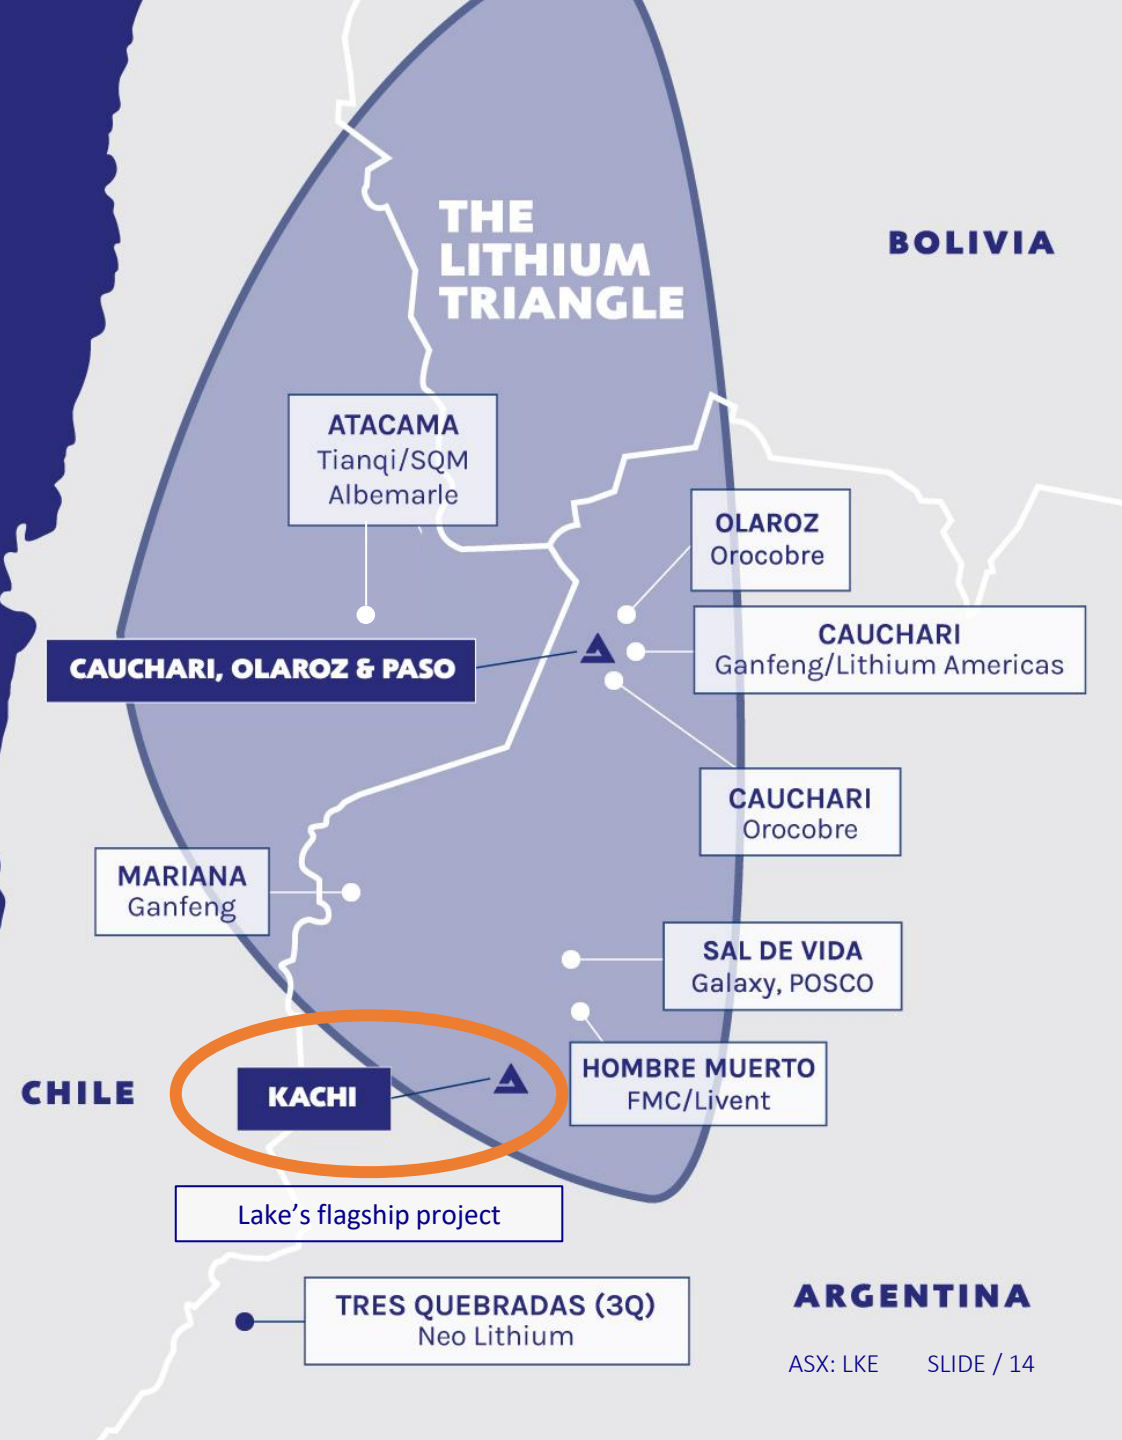 THE
LITHIUM
TRIANGLE
BOLIVIA
ATACAMA
Tianqi/SQM
Albemarle
OLAROZ
Orocobre
CAUCHARI
Ganfeng/Lithium Americas
CAUCHARI, OLAROZ & PASO
CAUCHARI
Orocobre
MARIANA
Ganfeng
SAL DE VIDA
Galaxy, POSCO
HOMBRE MUERTO
FMC/Livent
CHILE
KACHI
Lake’s flagship project
TRES QUEBRADAS (3Q)
Neo Lithium
ARGENTINA
ASX: LKE SLIDE / 14